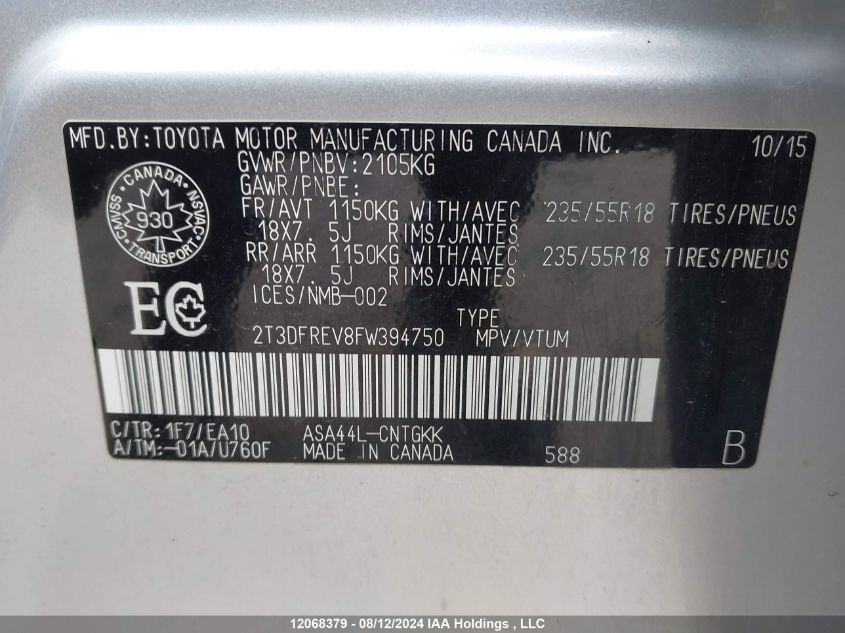 MFD.BY:TOYOTA MOTOR MANUFACTURING CANADA INC. 10/15
GVWR/PNBV:2105KG
GAWR/PNBE:
FR/AVT 1150KG WITH/AVEC 235/55R18 TIRES/PNEUS
18X7.5J RIMS/JANTES
RR/ARR 1150KG WITH/AVEC 235/55R18 TIRES/PNEUS
18X7.5J RIMS/JANTES
ICES/NMB-002
CANADA
CMVSS 930 NSVAC
TRANSPORT
EC
TYPE
2T3DFREV8FW394750 MPV/VTUM
C/TR: 1F7/EA10 ASA44L-CNTGKK
A/TM:-01A/U760F MADE IN CANADA 588 B
12068379 - 08/12/2024 IAA Holdings , LLC